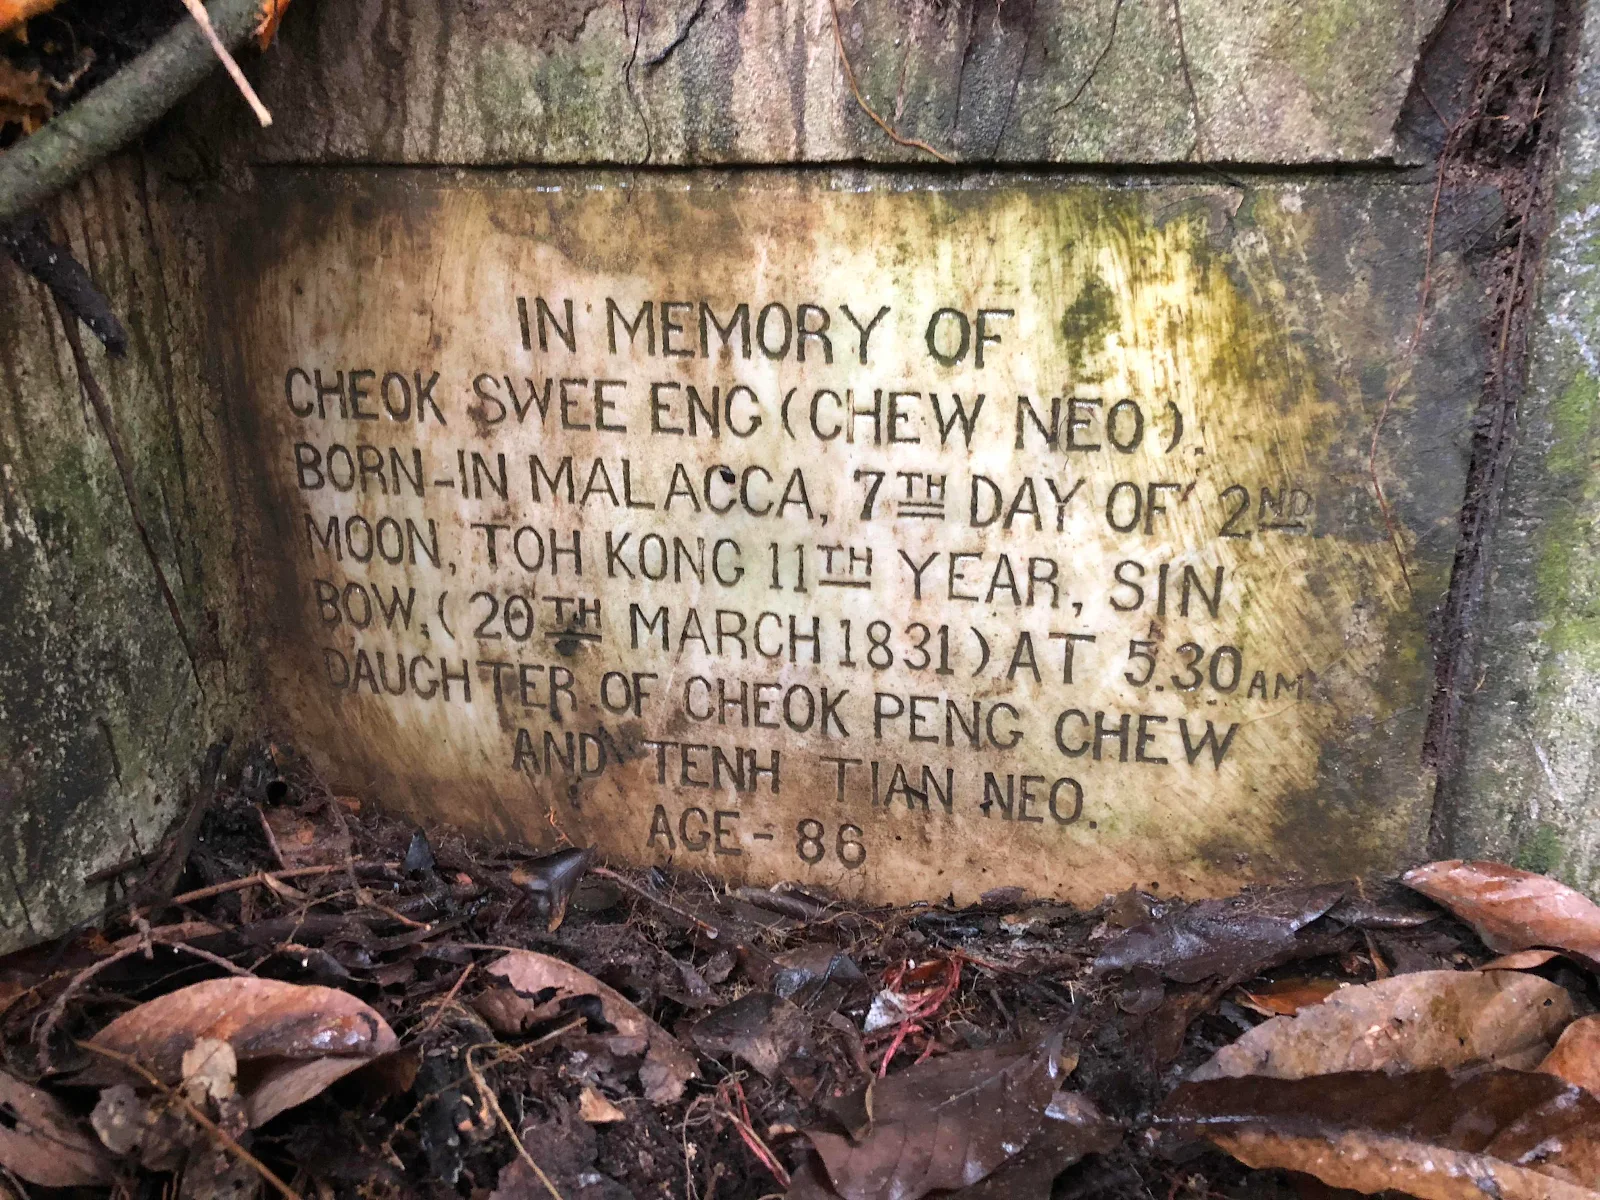 IN MEMORY OF
CHEOK SWEE ENG (CHEW NEO).
BORN-IN MALACCA, 7TH DAY OF 2ND
MOON, TOH KONG 11TH YEAR, SIN
BOW, (20TH MARCH 1831) AT 5.30 AM
DAUGHTER OF CHEOK PENG CHEW
AND TENH TIAN NEO.
AGE - 86